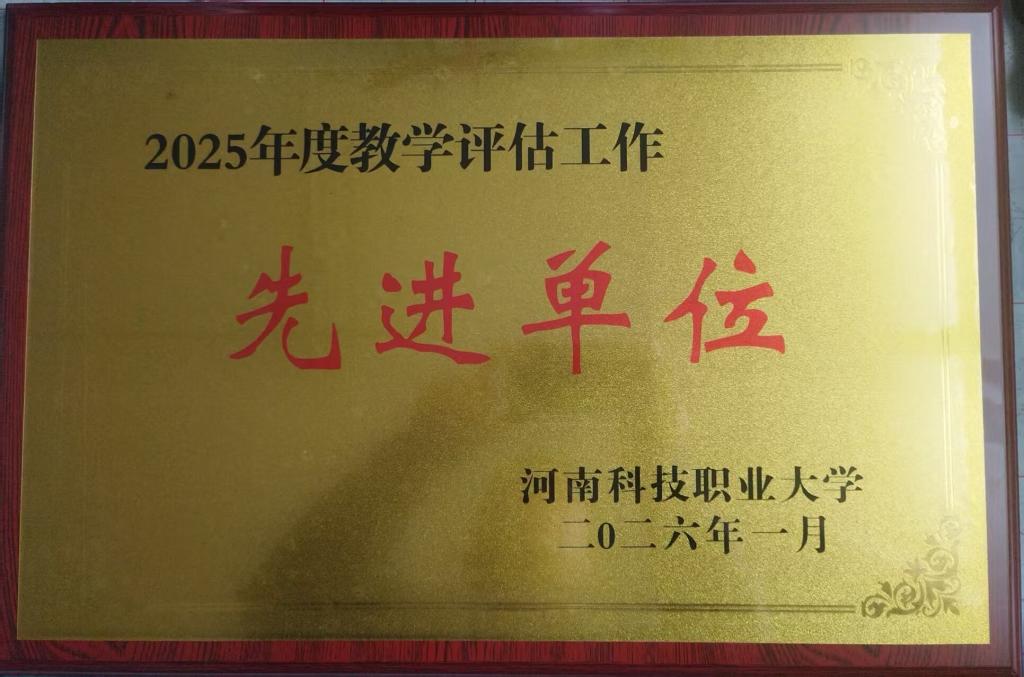 2025年度教学评估工作
先进单位
河南科技职业大学
二0二六年一月